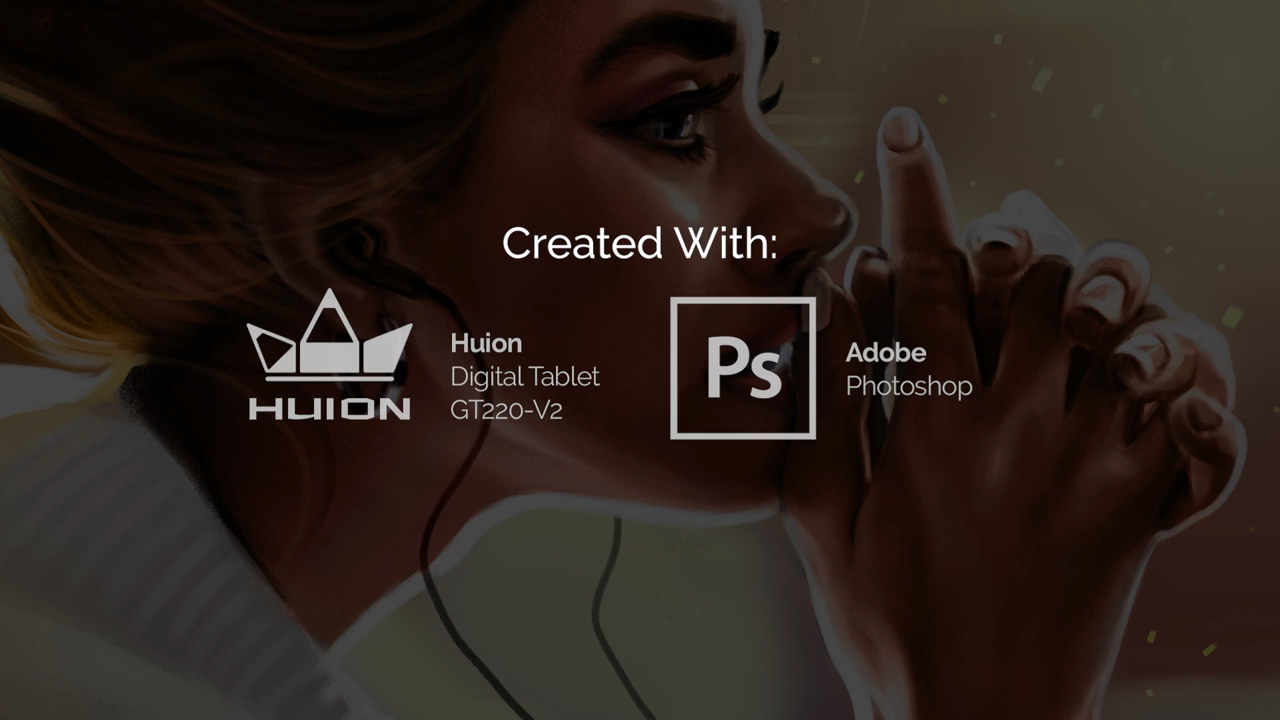 Created With:
HUION
Huion
Digital Tablet
GT220-V2
Ps
Adobe
Photoshop